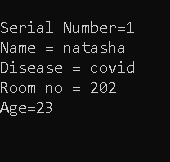 Serial Number=1
Name = natasha
Disease = covid
Room no = 202
Age=23